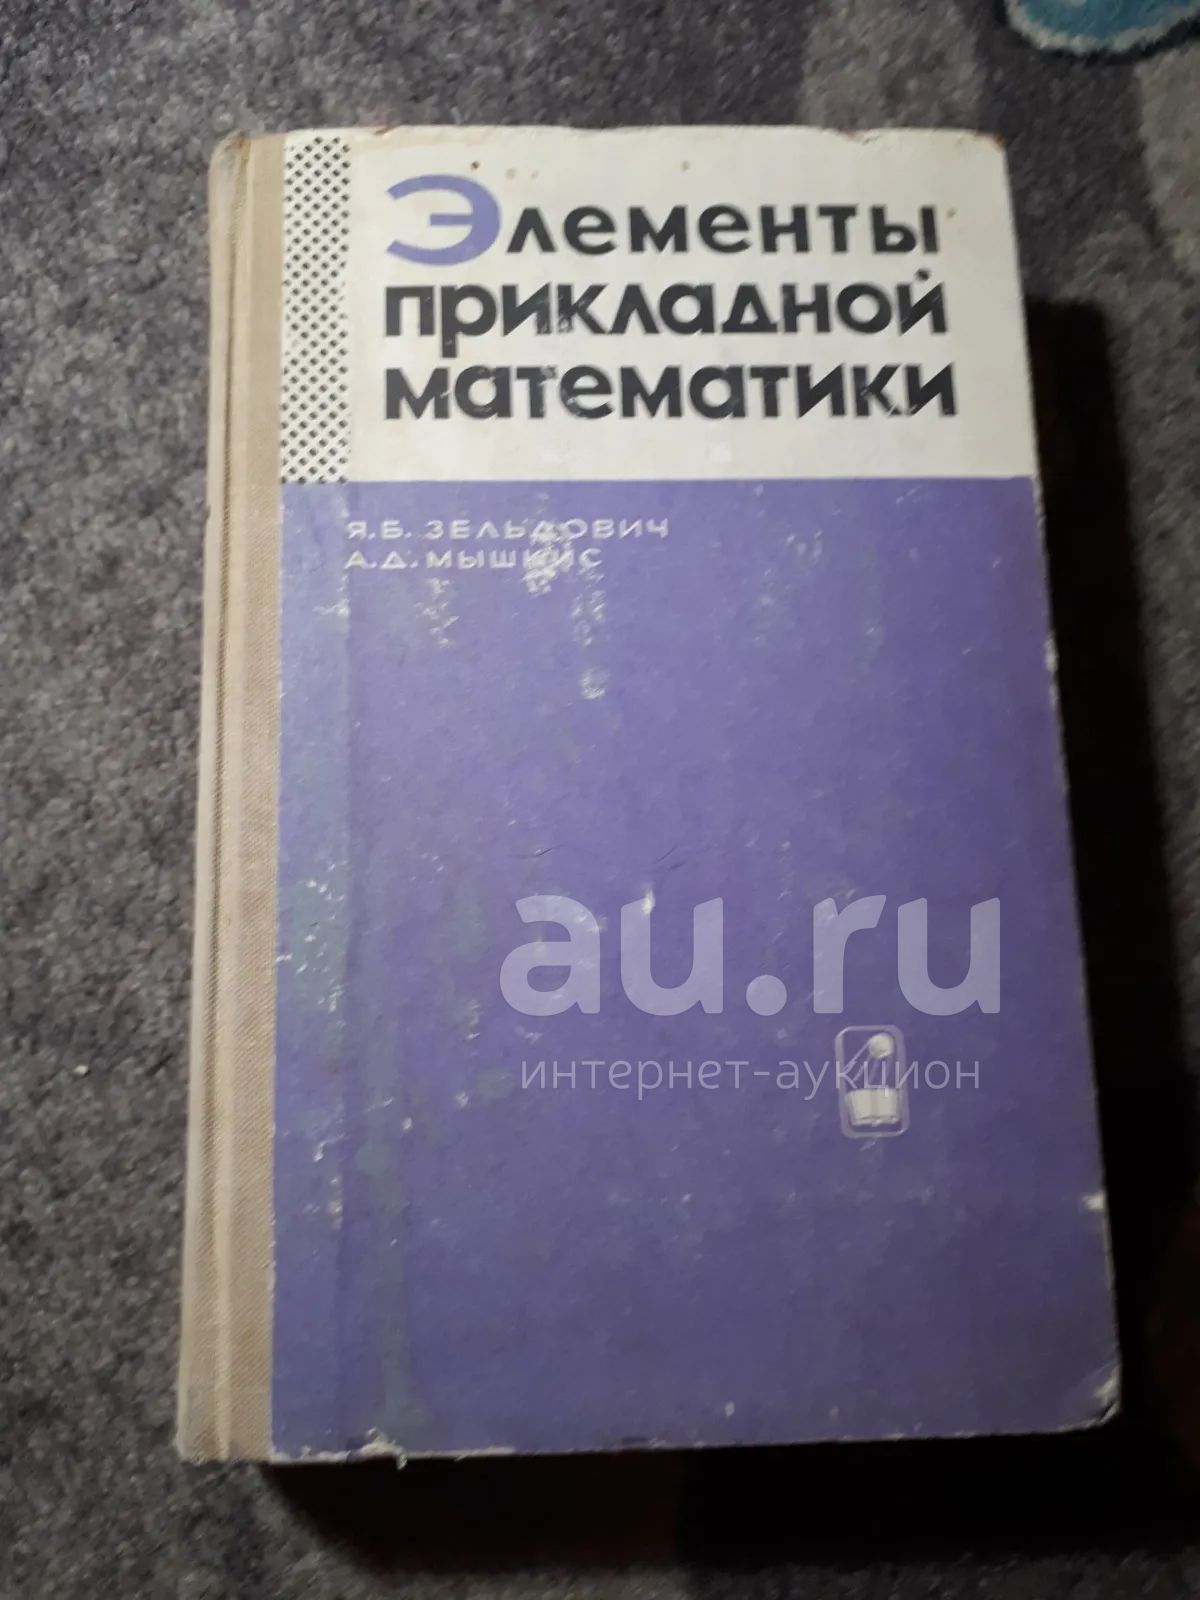 Элементы
прикладной
математики
Я.Б. ЗЕЛЬДОВИЧ
А.Д. МЫШКИС
au.ru
интернет-аукцион